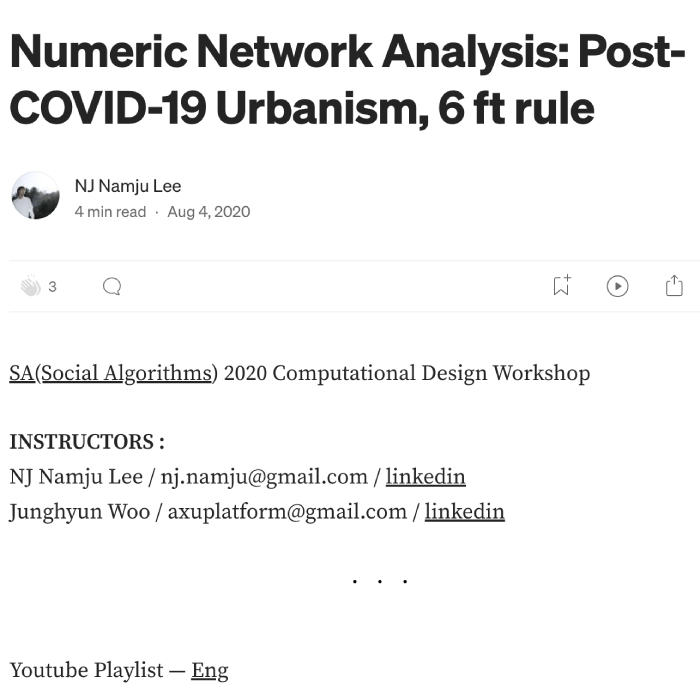 Numeric Network Analysis: Post-
COVID-19 Urbanism, 6 ft rule
NJ Namju Lee
4 min read · Aug 4, 2020
3
SA(Social Algorithms) 2020 Computational Design Workshop
INSTRUCTORS :
NJ Namju Lee / nj.namju@gmail.com / linkedin
Junghyun Woo / axuplatform@gmail.com / linkedin
. . .
Youtube Playlist — Eng